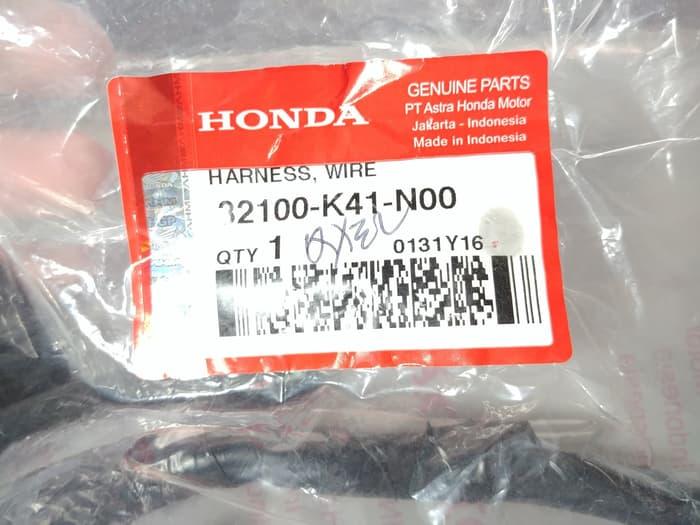 HONDA
GENUINE PARTS
PT Astra Honda Motor
Jakarta - Indonesia
Made in Indonesia
HARNESS, WIRE
32100-K41-N00
QTY 1
0131Y16